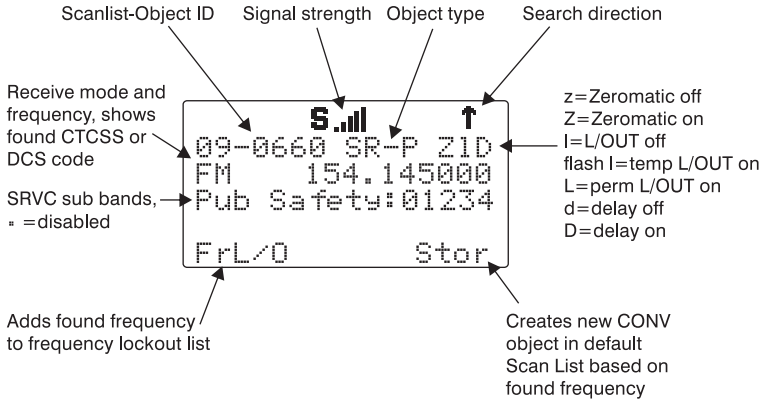 Scanlist-Object ID
Signal strength
Object type
Search direction
Receive mode and
frequency, shows
found CTCSS or
DCS code
SRVC sub bands,
▪ =disabled
S
↑
09-0660 SR-P ZlD
FM 154.145000
Pub Safety:01234
FrL/O Stor
z=Zeromatic off
Z=Zeromatic on
l=L/OUT off
flash l=temp L/OUT on
L=perm L/OUT on
d=delay off
D=delay on
Adds found frequency
to frequency lockout list
Creates new CONV
object in default
Scan List based on
found frequency